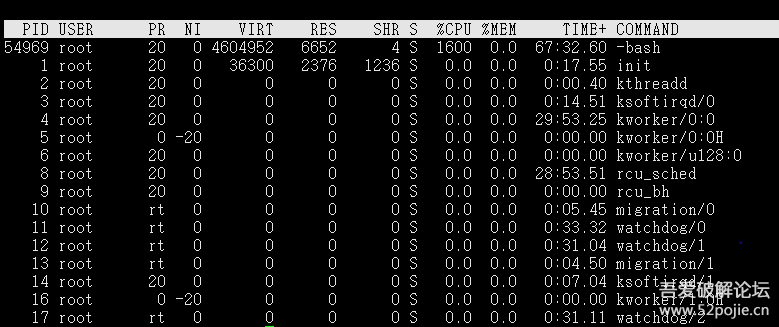 PID USER PR NI VIRT RES SHR S %CPU %MEM TIME+ COMMAND
54969 root 20 0 4604952 6652 4 S 1600 0.0 67:32.60 -bash
1 root 20 0 36300 2376 1236 S 0.0 0.0 0:17.55 init
2 root 20 0 0 0 0 S 0.0 0.0 0:00.40 kthreadd
3 root 20 0 0 0 0 S 0.0 0.0 0:14.51 ksoftirqd/0
4 root 20 0 0 0 0 S 0.0 0.0 29:53.25 kworker/0:0
5 root 0 -20 0 0 0 S 0.0 0.0 0:00.00 kworker/0:0H
6 root 20 0 0 0 0 S 0.0 0.0 0:00.00 kworker/u128:0
8 root 20 0 0 0 0 S 0.0 0.0 28:53.51 rcu_sched
9 root 20 0 0 0 0 S 0.0 0.0 0:00.00 rcu_bh
10 root rt 0 0 0 0 S 0.0 0.0 0:05.45 migration/0
11 root rt 0 0 0 0 S 0.0 0.0 0:33.32 watchdog/0
12 root rt 0 0 0 0 S 0.0 0.0 0:31.04 watchdog/1
13 root rt 0 0 0 0 S 0.0 0.0 0:04.50 migration/1
14 root 20 0 0 0 0 S 0.0 0.0 0:07.04 ksoftirqd/1
16 root 0 -20 0 0 0 S 0.0 0.0 0:00.00 kworker/1:0H
17 root rt 0 0 0 0 S 0.0 0.0 0:31.11 watchdog/2
吾爱破解论坛
www.52pojie.cn